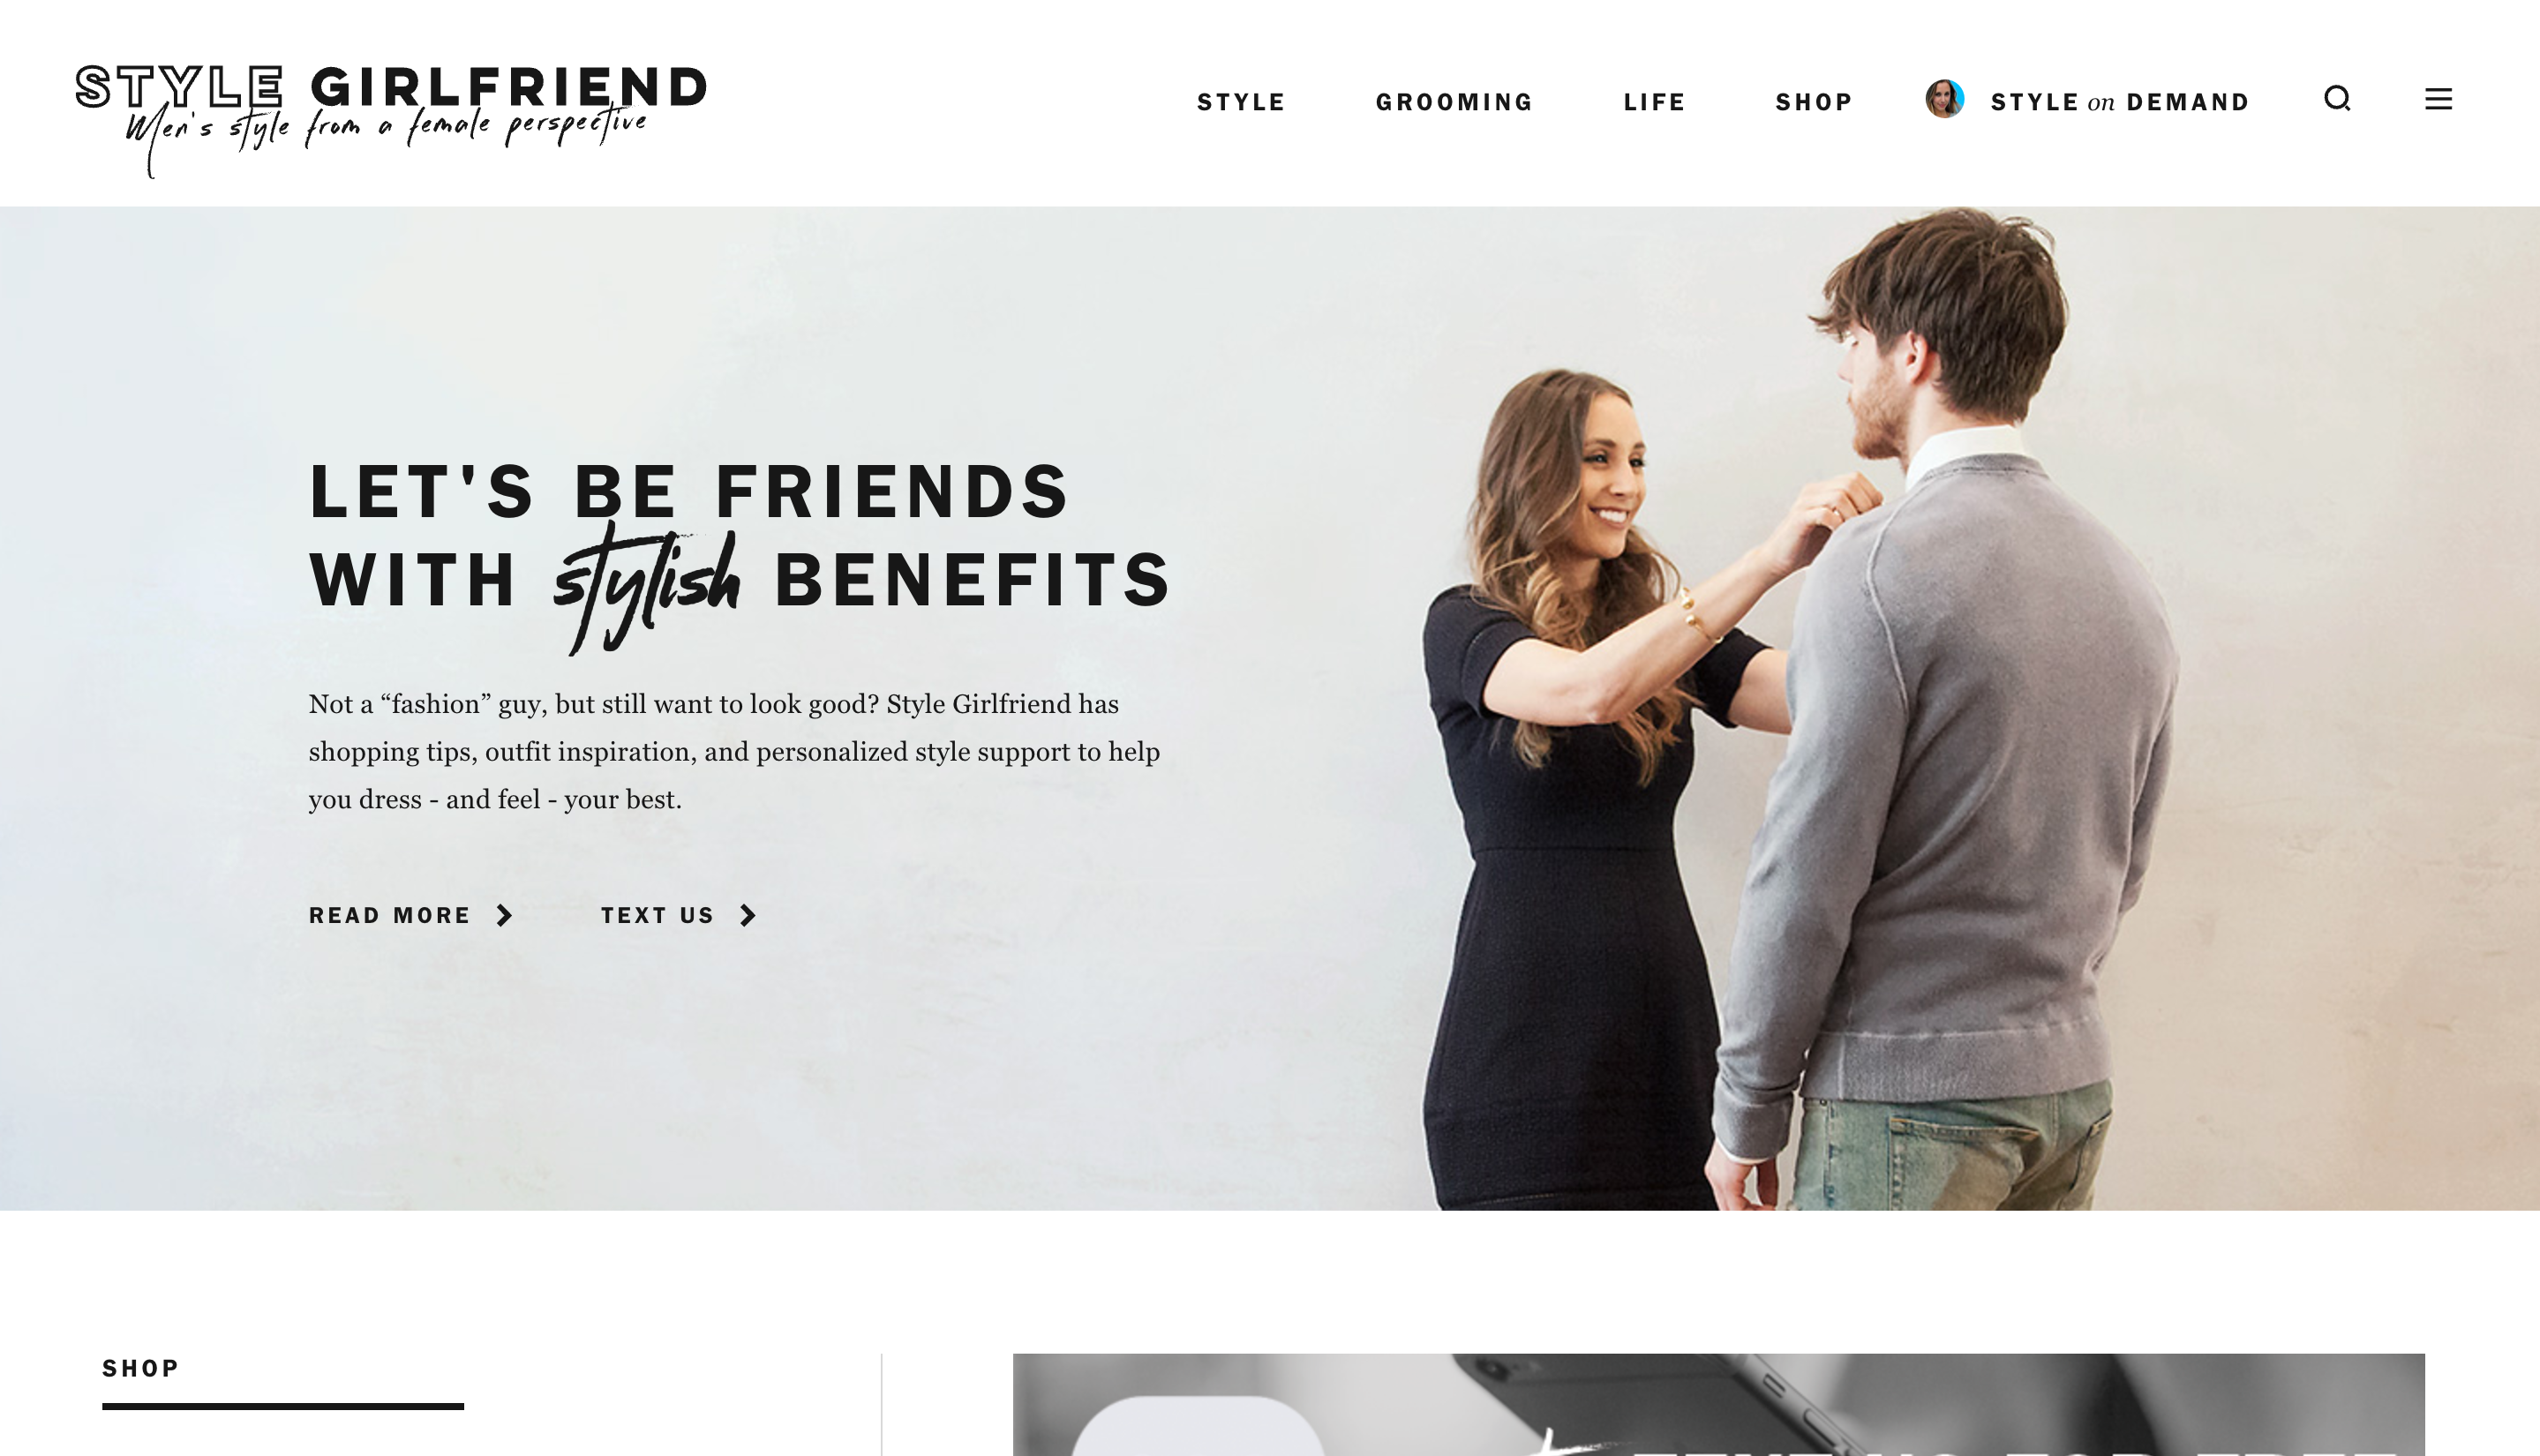 STYLE GIRLFRIEND
Men's style from a female perspective
STYLE GROOMING LIFE SHOP STYLE on DEMAND
LET'S BE FRIENDS
WITH stylish BENEFITS
Not a “fashion” guy, but still want to look good? Style Girlfriend has
shopping tips, outfit inspiration, and personalized style support to help
you dress - and feel - your best.
READ MORE TEXT US
SHOP